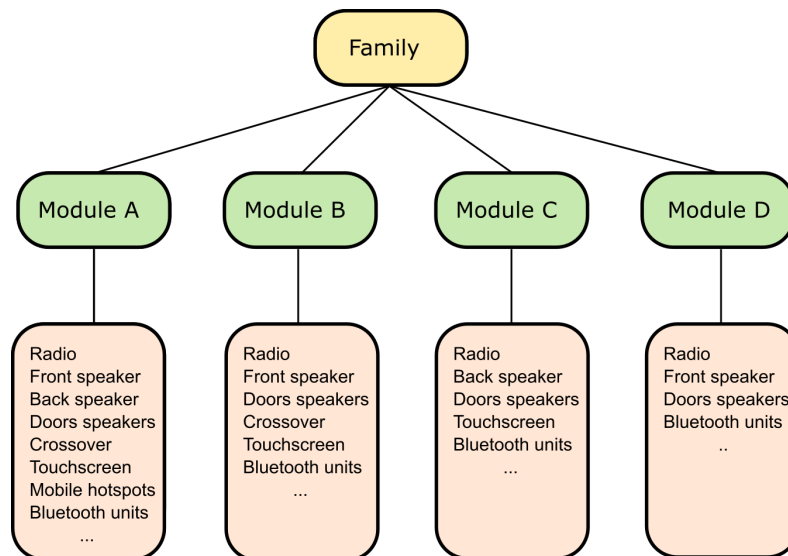 Family
Module A
Module B
Module C
Module D
Radio
Front speaker
Back speaker
Doors speakers
Crossover
Touchscreen
Mobile hotspots
Bluetooth units
...
Radio
Front speaker
Doors speakers
Crossover
Touchscreen
Bluetooth units
...
Radio
Back speaker
Doors speakers
Touchscreen
Bluetooth units
...
Radio
Front speaker
Doors speakers
Bluetooth units
..